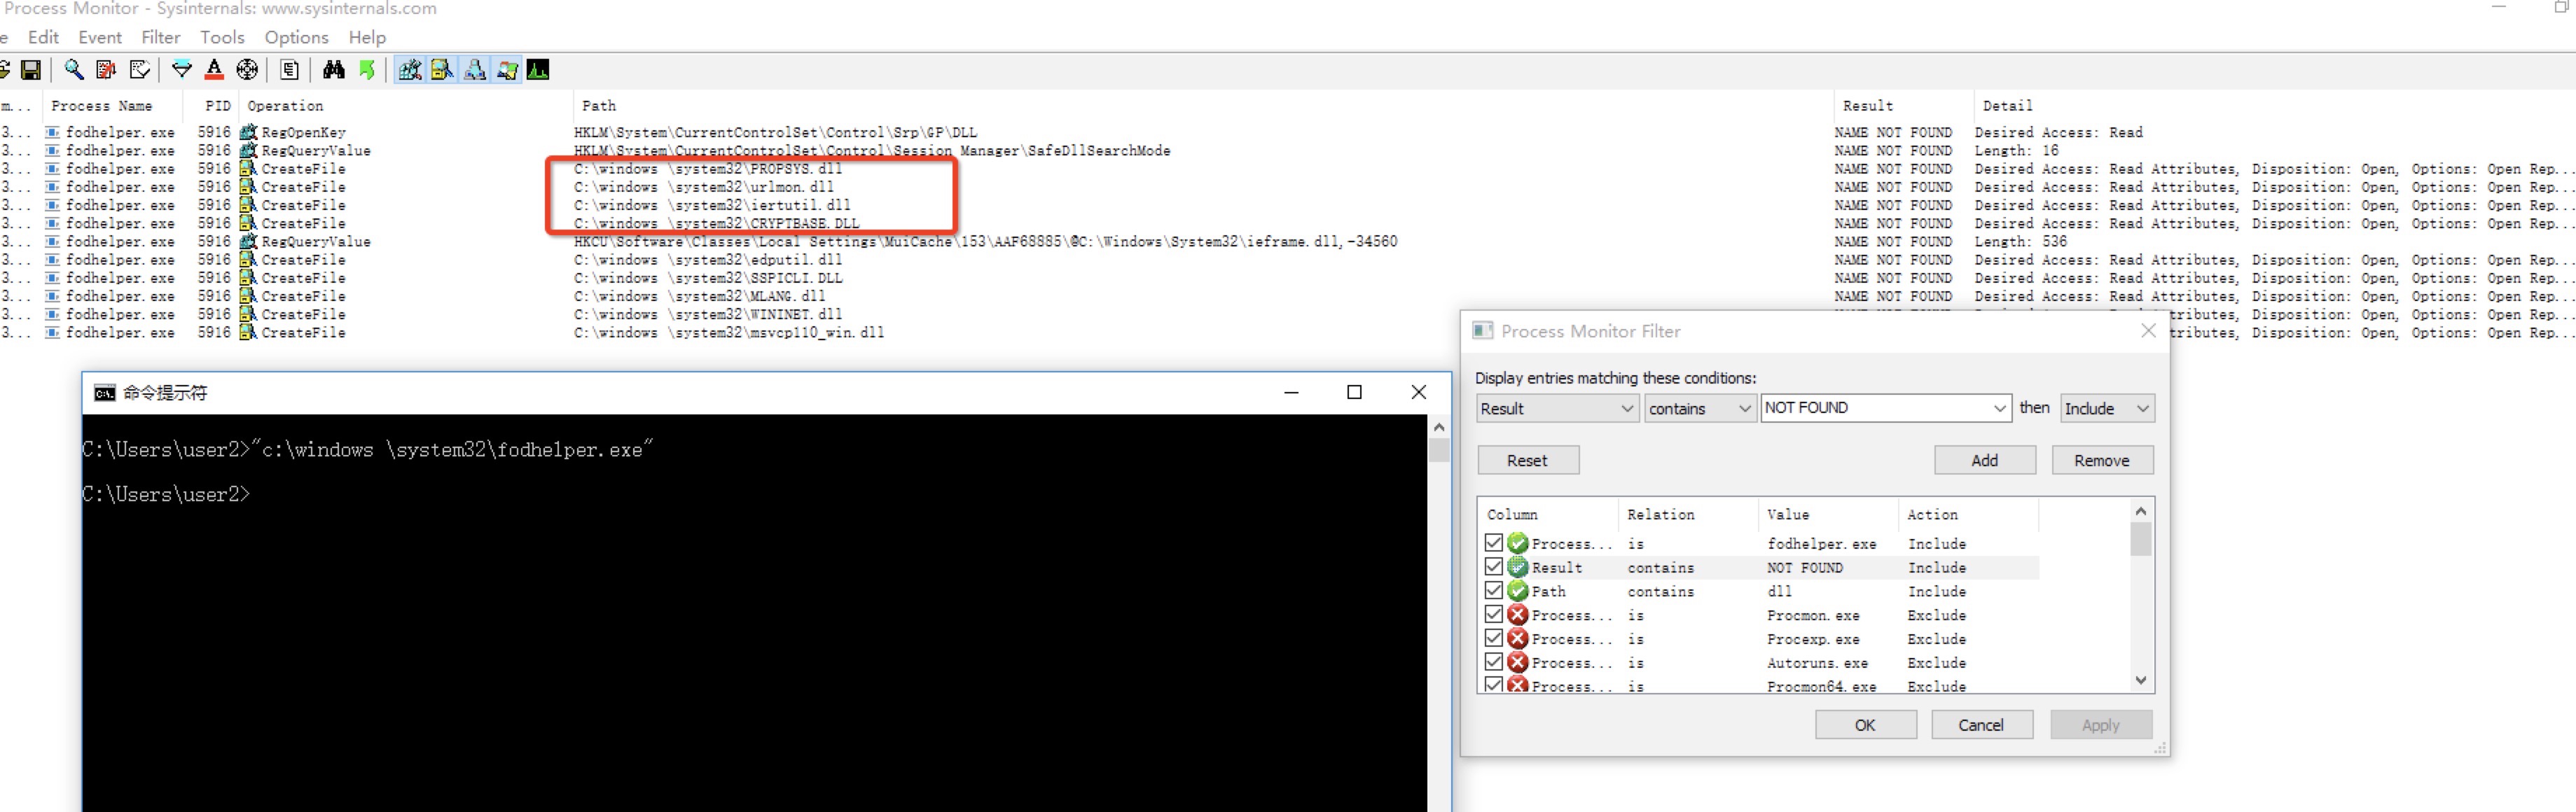 Process Monitor - Sysinternals: www.sysinternals.com
e Edit Event Filter Tools Options Help
m... Process Name PID Operation Path Result Detail
3... fodhelper.exe 5916 RegOpenKey HKLM\System\CurrentControlSet\Control\Srp\GP\DLL NAME NOT FOUND Desired Access: Read
3... fodhelper.exe 5916 RegQueryValue HKLM\System\CurrentControlSet\Control\Session Manager\SafeDllSearchMode NAME NOT FOUND Length: 16
3... fodhelper.exe 5916 CreateFile C:\windows \system32\PROPSYS.dll NAME NOT FOUND Desired Access: Read Attributes, Disposition: Open, Options: Open Rep...
3... fodhelper.exe 5916 CreateFile C:\windows \system32\urlmon.dll NAME NOT FOUND Desired Access: Read Attributes, Disposition: Open, Options: Open Rep...
3... fodhelper.exe 5916 CreateFile C:\windows \system32\iertutil.dll NAME NOT FOUND Desired Access: Read Attributes, Disposition: Open, Options: Open Rep...
3... fodhelper.exe 5916 CreateFile C:\windows \system32\CRYPTBASE.DLL NAME NOT FOUND Desired Access: Read Attributes, Disposition: Open, Options: Open Rep...
3... fodhelper.exe 5916 RegQueryValue HKCU\Software\Classes\Local Settings\MuiCache\153\AAF68885\@C:\Windows\System32\ieframe.dll,-34560 NAME NOT FOUND Length: 536
3... fodhelper.exe 5916 CreateFile C:\windows \system32\edputil.dll NAME NOT FOUND Desired Access: Read Attributes, Disposition: Open, Options: Open Rep...
3... fodhelper.exe 5916 CreateFile C:\windows \system32\SSPICLI.DLL NAME NOT FOUND Desired Access: Read Attributes, Disposition: Open, Options: Open Rep...
3... fodhelper.exe 5916 CreateFile C:\windows \system32\MLANG.dll NAME NOT FOUND Desired Access: Read Attributes, Disposition: Open, Options: Open Rep...
3... fodhelper.exe 5916 CreateFile C:\windows \system32\WININET.dll tributes, Disposition: Open, Options: Open Rep...
3... fodhelper.exe 5916 CreateFile C:\windows \system32\msvcp110_win.dll tributes, Disposition: Open, Options: Open Rep...
命令提示符
C:\Users\user2>"c:\windows \system32\fodhelper.exe"
C:\Users\user2>
Process Monitor Filter
Display entries matching these conditions:
Result contains NOT FOUND then Include
Reset Add Remove
Column Relation Value Action
Process... is fodhelper.exe Include
Result contains NOT FOUND Include
Path contains dll Include
Process... is Procmon.exe Exclude
Process... is Procexp.exe Exclude
Process... is Autoruns.exe Exclude
Process... is Procmon64.exe Exclude
OK Cancel Apply